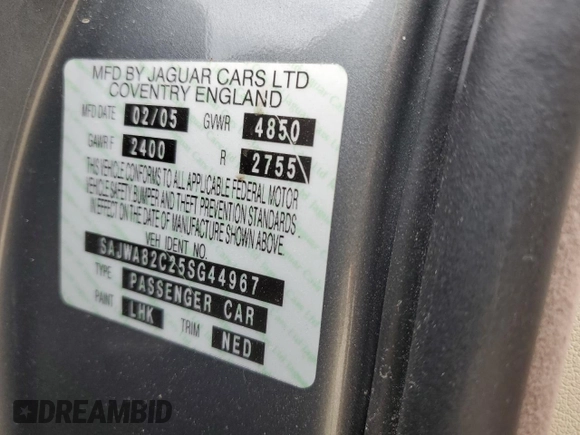 MFD BY JAGUAR CARS LTD
COVENTRY ENGLAND
MFD DATE 02/05 GVWR 4850
GAWR F 2400 R 2755
THIS VEHICLE CONFORMS TO ALL APPLICABLE FEDERAL MOTOR
VEHICLE SAFETY, BUMPER AND THEFT PREVENTION STANDARDS
IN EFFECT ON THE DATE OF MANUFACTURE SHOWN ABOVE.
VEH IDENT NO.
SAJWA82C25SG44967
TYPE PASSENGER CAR
PAINT LHK TRIM NED
DREAMBID